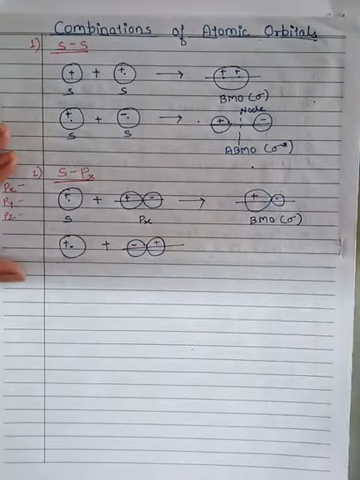 Combinations of Atomic Orbitals
1) S-S
+ + + → + +
S S BMO (σ)
Node
+ + - → + -
S S ABMO (σ*)
2) S-Px
Px-
Py-
Pz-
+ + + - → + -
S Px BMO (σ)
+ + - +